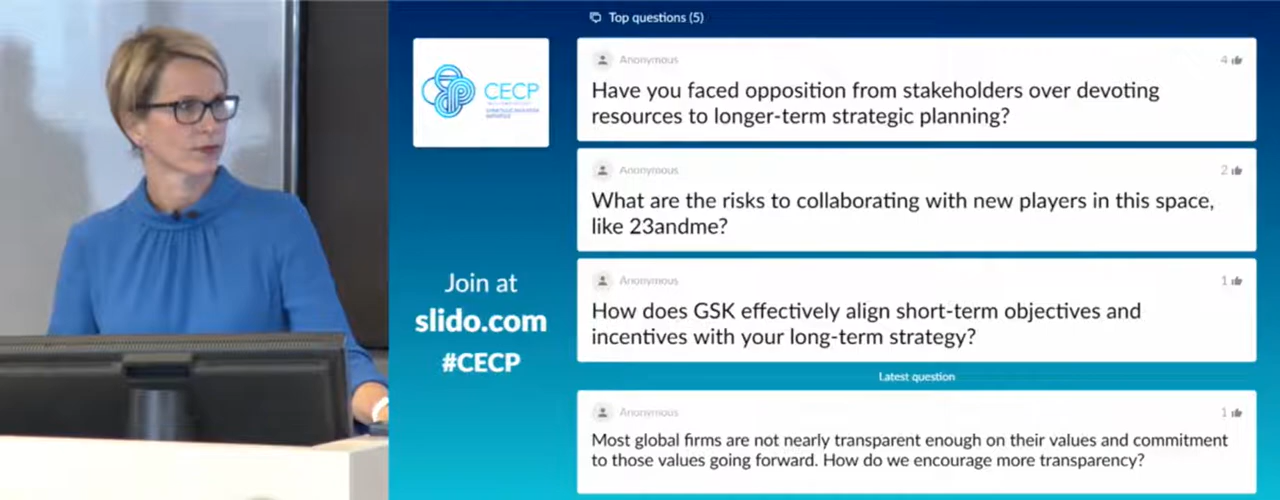 Top questions (5)
CECP
Join at
slido.com
#CECP
Anonymous
4
Have you faced opposition from stakeholders over devoting
resources to longer-term strategic planning?
Anonymous
2
What are the risks to collaborating with new players in this space,
like 23andme?
Anonymous
1
How does GSK effectively align short-term objectives and
incentives with your long-term strategy?
Latest question
Anonymous
1
Most global firms are not nearly transparent enough on their values and commitment
to those values going forward. How do we encourage more transparency?